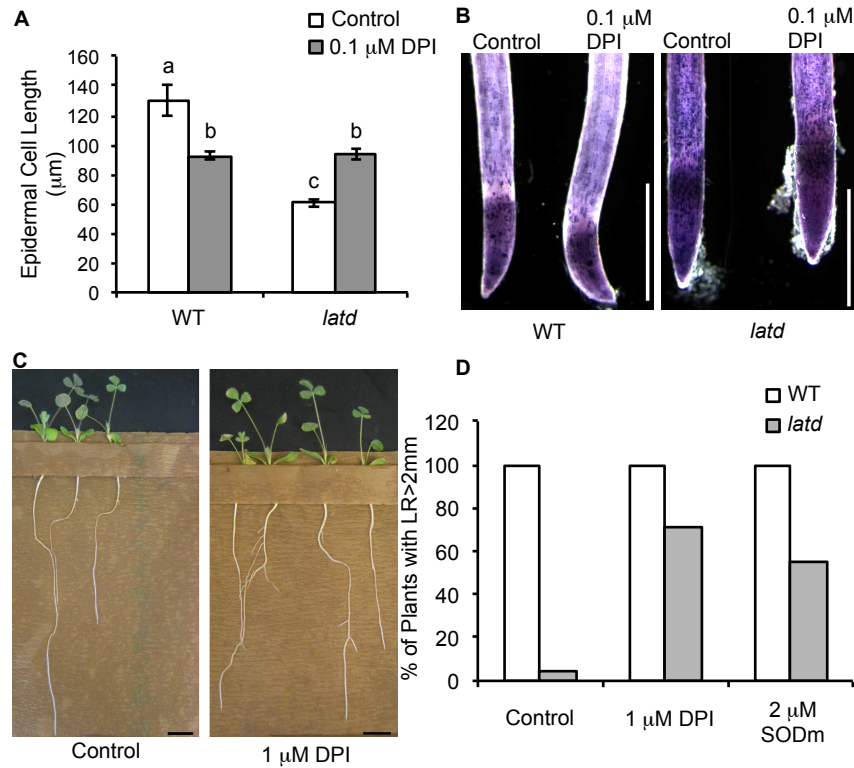 A
Control
0.1 μM DPI
Epidermal Cell Length
(μm)
160
140
120
100
80
60
40
20
0
a
b
c
b
WT
latd
B
Control
0.1 μM
DPI
Control
0.1 μM
DPI
WT
latd
C
Control
1 μM DPI
D
WT
latd
% of Plants with LR>2mm
120
100
80
60
40
20
0
Control
1 μM DPI
2 μM
SODm